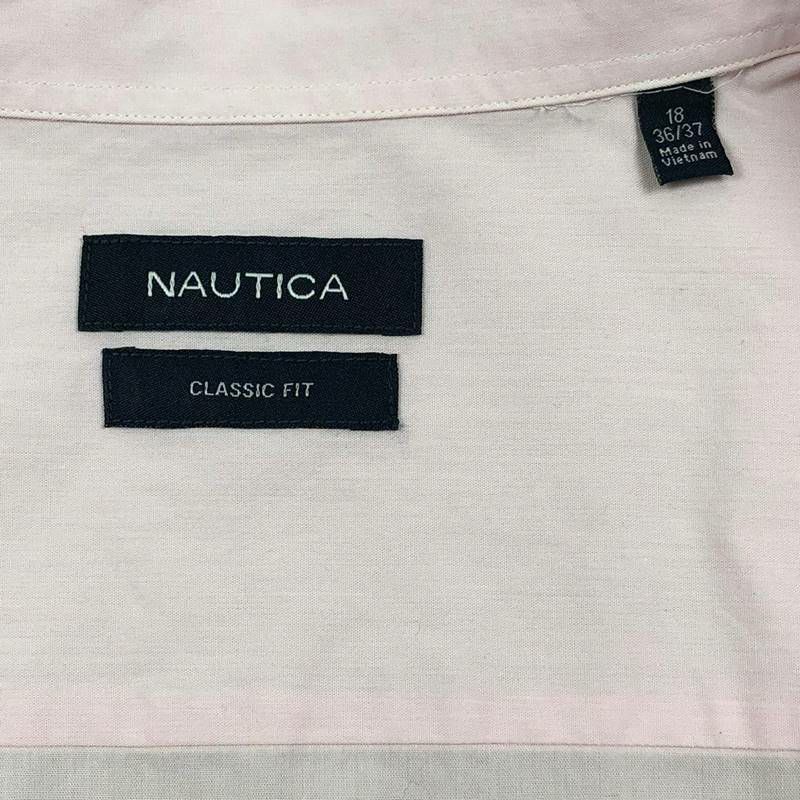 18
36/37
Made in
Vietnam
NAUTICA
CLASSIC FIT